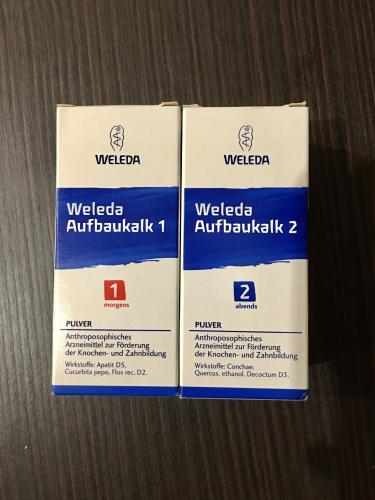 WELEDA
Weleda
Aufbaukalk 1
1
morgens
PULVER
Anthroposophisches
Arzneimittel zur Förderung
der Knochen- und Zahnbildung
Wirkstoffe: Apatit D5,
Cucurbita pepo, Flos rec. D2.
WELEDA
Weleda
Aufbaukalk 2
2
abends
PULVER
Anthroposophisches
Arzneimittel zur Förderung
der Knochen- und Zahnbildung
Wirkstoffe: Conchae;
Quercus, ethanol. Decoctum D3.